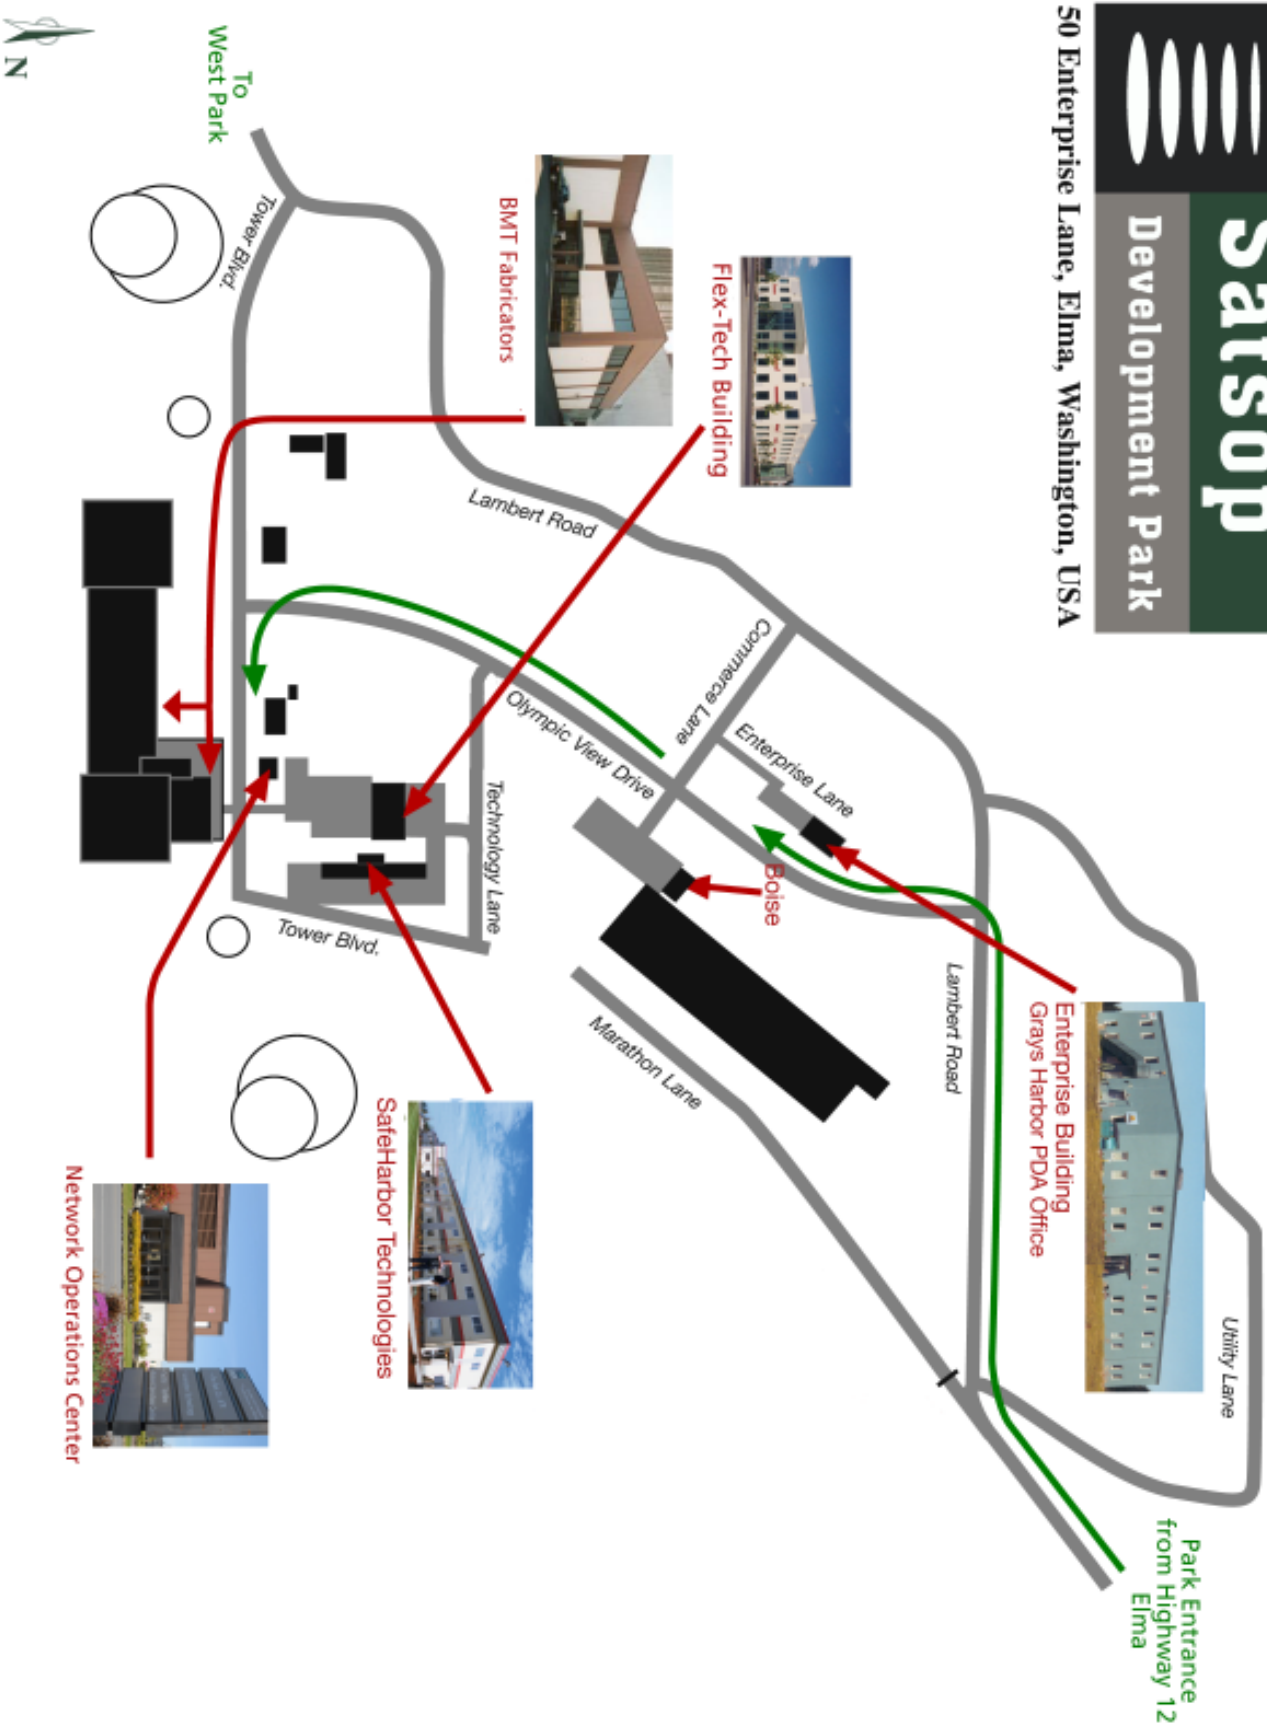 Satsop
Development Park
50 Enterprise Lane, Elma, Washington, USA
Utility Lane
Park Entrance
from Highway 12
Elma
Enterprise Building
Grays Harbor PDA Office
Lambert Road
Flex-Tech Building
Enterprise Lane
Commerce Lane
Boise
BMT Fabricators
Lambert Road
Olympic View Drive
Marathon Lane
Technology Lane
SafeHarbor Technologies
Tower Blvd.
Tower Blvd.
To
West Park
Network Operations Center
N